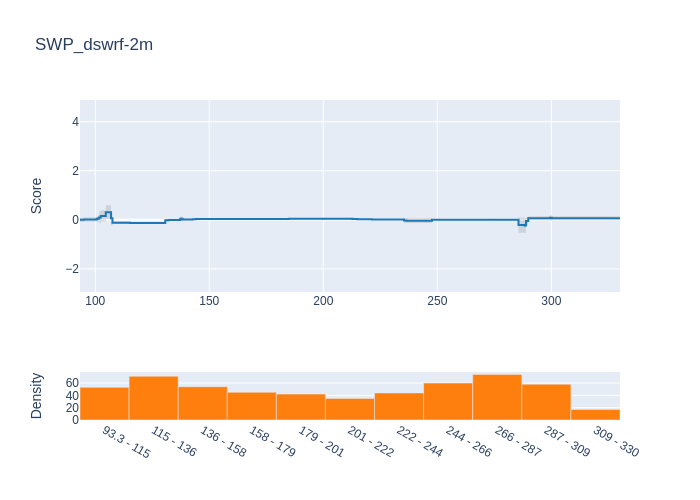 SWP_dswrf-2m
Score
4
2
0
−2
100
150
200
250
300
Density
60
40
20
0
93.3 - 115
115 - 136
136 - 158
158 - 179
179 - 201
201 - 222
222 - 244
244 - 266
266 - 287
287 - 309
309 - 330